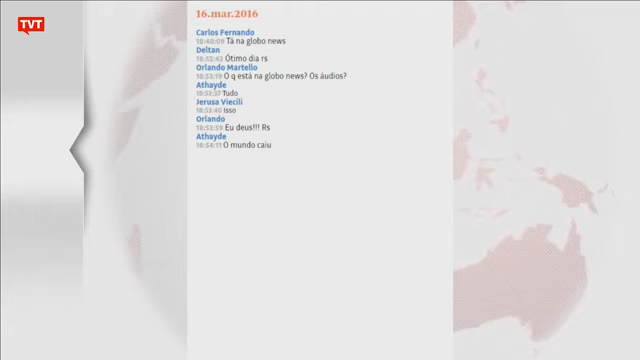 TVT
16.mar.2016
Carlos Fernando
18:46:09 Tá na globo news
Deltan
18:52:42 Ótimo dia rs
Orlando Martello
18:53:19 O q está na globo news? Os áudios?
Athayde
18:53:37 Tudo
Jerusa Viecili
18:53:40 Isso
Orlando
18:53:59 Eu deus!!! Rs
Athayde
18:54:11 O mundo caiu